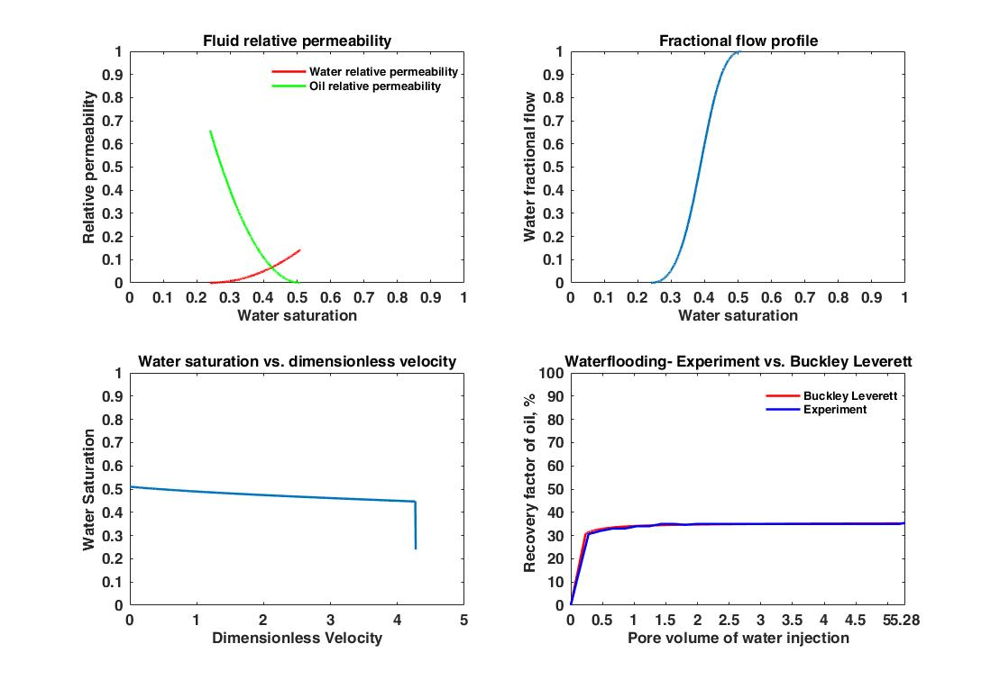 Fluid relative permeability
Relative permeability
1
0.9
0.8
0.7
0.6
0.5
0.4
0.3
0.2
0.1
0
Water relative permeability
Oil relative permeability
0 0.1 0.2 0.3 0.4 0.5 0.6 0.7 0.8 0.9 1
Water saturation
Fractional flow profile
Water fractional flow
1
0.9
0.8
0.7
0.6
0.5
0.4
0.3
0.2
0.1
0
0 0.1 0.2 0.3 0.4 0.5 0.6 0.7 0.8 0.9 1
Water saturation
Water saturation vs. dimensionless velocity
Water Saturation
1
0.9
0.8
0.7
0.6
0.5
0.4
0.3
0.2
0.1
0
0 1 2 3 4 5
Dimensionless Velocity
Waterflooding- Experiment vs. Buckley Leverett
Recovery factor of oil, %
100
90
80
70
60
50
40
30
20
10
0
Buckley Leverett
Experiment
0 0.5 1 1.5 2 2.5 3 3.5 4 4.5 55.28
Pore volume of water injection